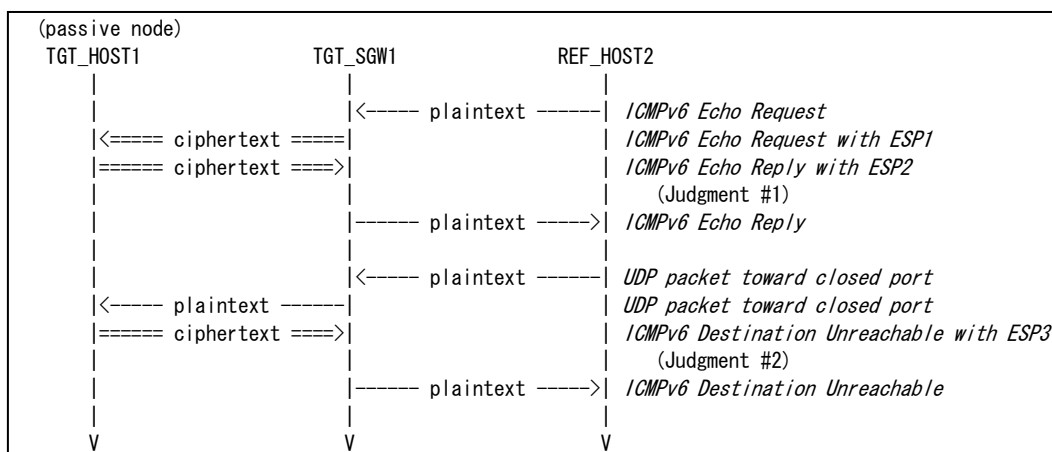 (passive node)
TGT_HOST1 TGT_SGW1 REF_HOST2
| | |
| |<----- plaintext ------| ICMPv6 Echo Request
|<===== ciphertext =====| | ICMPv6 Echo Request with ESP1
|====== ciphertext ====>| | ICMPv6 Echo Reply with ESP2
| | | (Judgment #1)
| |------ plaintext ----->| ICMPv6 Echo Reply
| | |
| |<----- plaintext ------| UDP packet toward closed port
|<----- plaintext ------| | UDP packet toward closed port
|====== ciphertext ====>| | ICMPv6 Destination Unreachable with ESP3
| | | (Judgment #2)
| |------ plaintext ----->| ICMPv6 Destination Unreachable
| | |
V V V